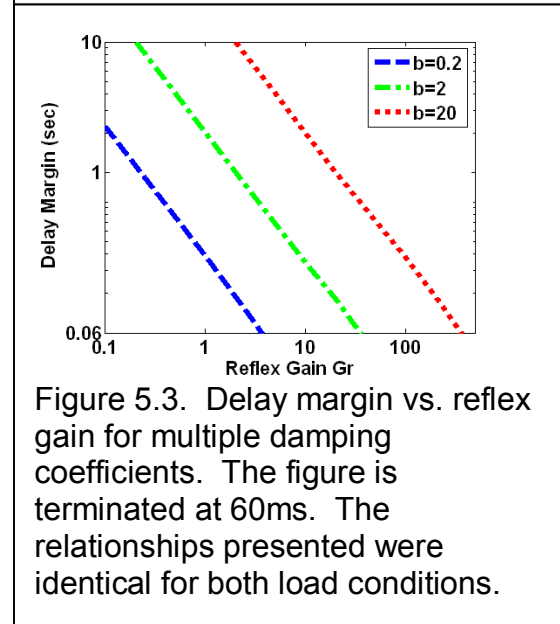 10
b=0.2
b=2
b=20
Delay Margin (sec)
1
0.06
0.1 1 10 100
Reflex Gain Gr
Figure 5.3. Delay margin vs. reflex
gain for multiple damping
coefficients. The figure is
terminated at 60ms. The
relationships presented were
identical for both load conditions.